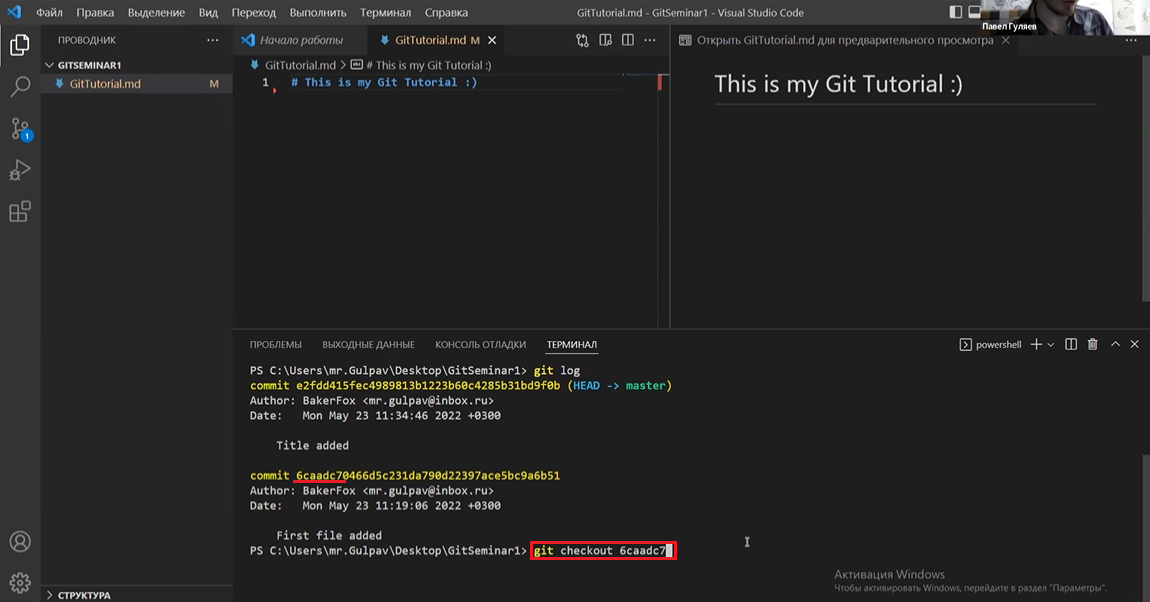 Файл Правка Выделение Вид Переход Выполнить Терминал Справка GitTutorial.md - GitSeminar1 - Visual Studio Code
Павел Гуляев
ПРОВОДНИК ··· Начало работы GitTutorial.md M Открыть GitTutorial.md для предварительного просмотра
GITSEMINAR1
GitTutorial.md M
GitTutorial.md > # This is my Git Tutorial :)
1 # This is my Git Tutorial :)
This is my Git Tutorial :)
1
ПРОБЛЕМЫ ВЫХОДНЫЕ ДАННЫЕ КОНСОЛЬ ОТЛАДКИ ТЕРМИНАЛ powershell
PS C:\Users\mr.Gulpav\Desktop\GitSeminar1> git log
commit e2fdd415fec4989813b1223b60c4285b31bd9f0b (HEAD -> master)
Author: BakerFox <mr.gulpav@inbox.ru>
Date: Mon May 23 11:34:46 2022 +0300
Title added
commit 6caadc70466d5c231da790d22397ace5bc9a6b51
Author: BakerFox <mr.gulpav@inbox.ru>
Date: Mon May 23 11:19:06 2022 +0300
First file added
PS C:\Users\mr.Gulpav\Desktop\GitSeminar1> git checkout 6caadc7
Активация Windows
Чтобы активировать Windows, перейдите в раздел "Параметры".
СТРУКТУРА